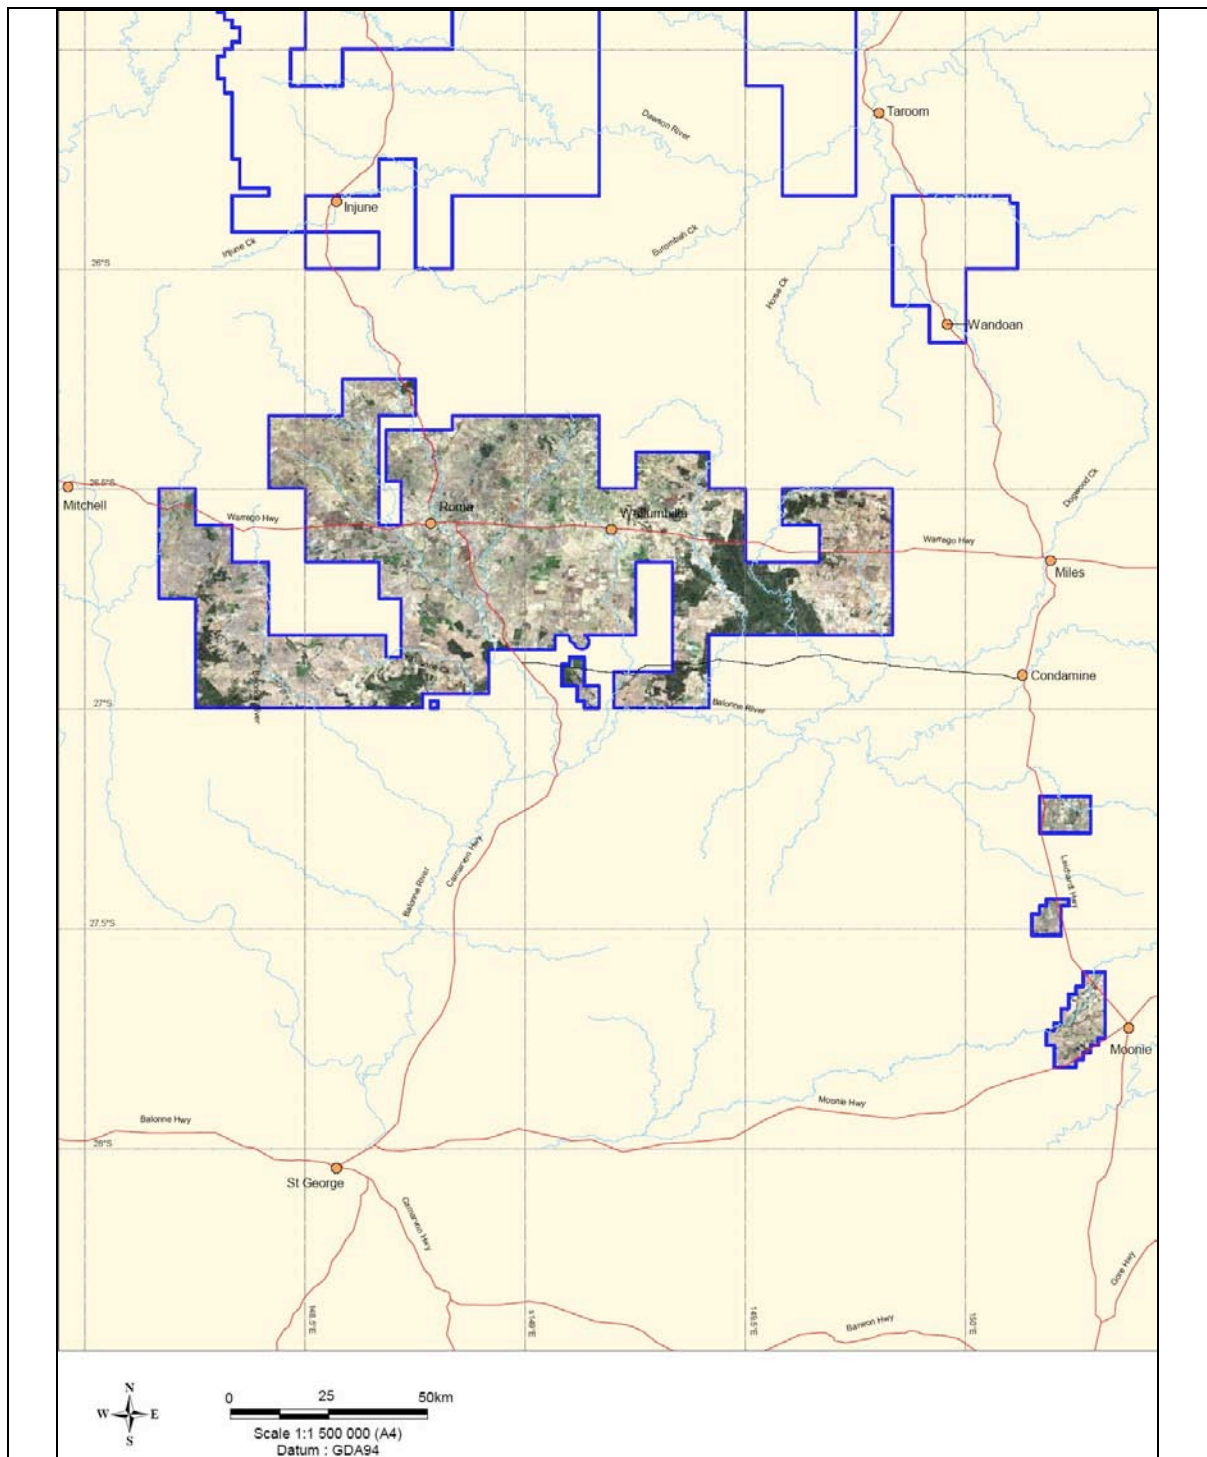 Taroom
Dawson River
Injune
Injune Ck
Eurombah Ck
26°S
Horse Ck
Wandoan
26.5°S
Mitchell
Warrego Hwy
Roma
Wallumbilla
Dogwood Ck
Warrego Hwy
Miles
Condamine
27°S
Balonne River
Leichardt Hwy
Carnarvon Hwy
Balonne River
27.5°S
Moonie
Moonie Hwy
Balonne Hwy
28°S
St George
Carnarvon Hwy
Gore Hwy
148.5°E
149°E
149.5°E
150°E
Barwon Hwy
N
W E
S
0 25 50km
Scale 1:1 500 000 (A4)
Datum : GDA94